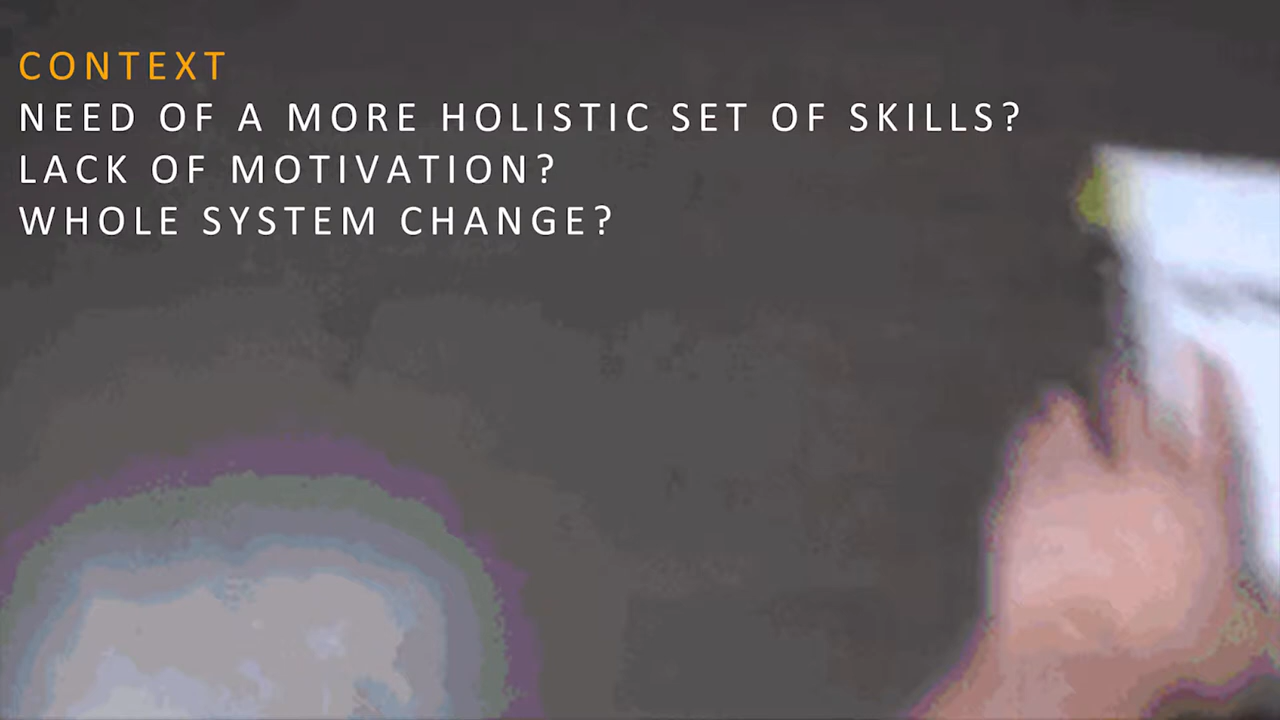 CONTEXT
NEED OF A MORE HOLISTIC SET OF SKILLS?
LACK OF MOTIVATION?
WHOLE SYSTEM CHANGE?